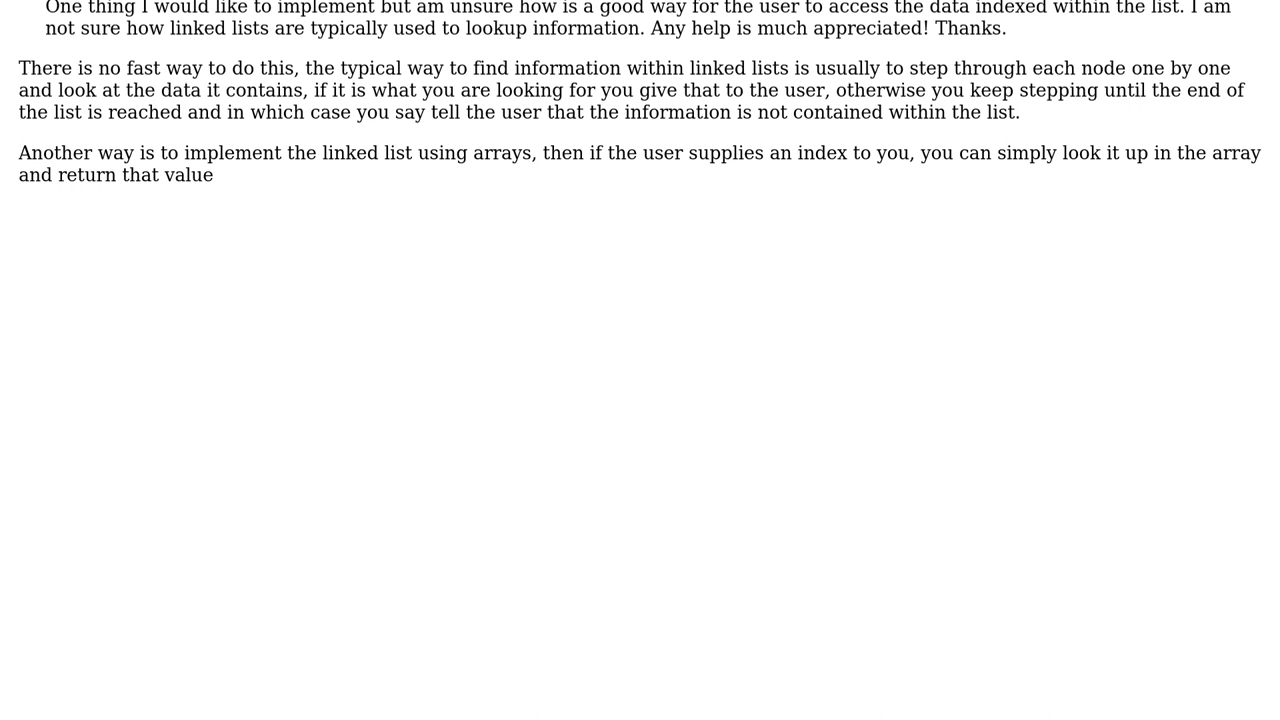 One thing I would like to implement but am unsure how is a good way for the user to access the data indexed within the list. I am
not sure how linked lists are typically used to lookup information. Any help is much appreciated! Thanks.
There is no fast way to do this, the typical way to find information within linked lists is usually to step through each node one by one
and look at the data it contains, if it is what you are looking for you give that to the user, otherwise you keep stepping until the end of
the list is reached and in which case you say tell the user that the information is not contained within the list.
Another way is to implement the linked list using arrays, then if the user supplies an index to you, you can simply look it up in the array
and return that value